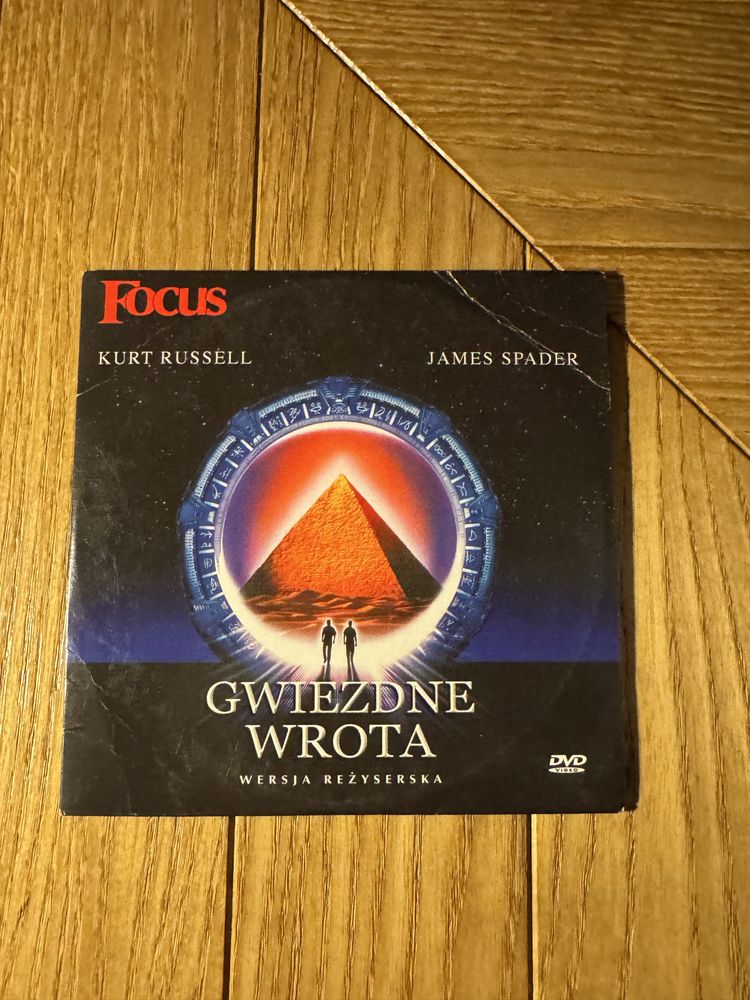 FOCUS
KURT RUSSELL JAMES SPADER
GWIEZDNE
WROTA
WERSJA REŻYSERSKA
DVD
VIDEO